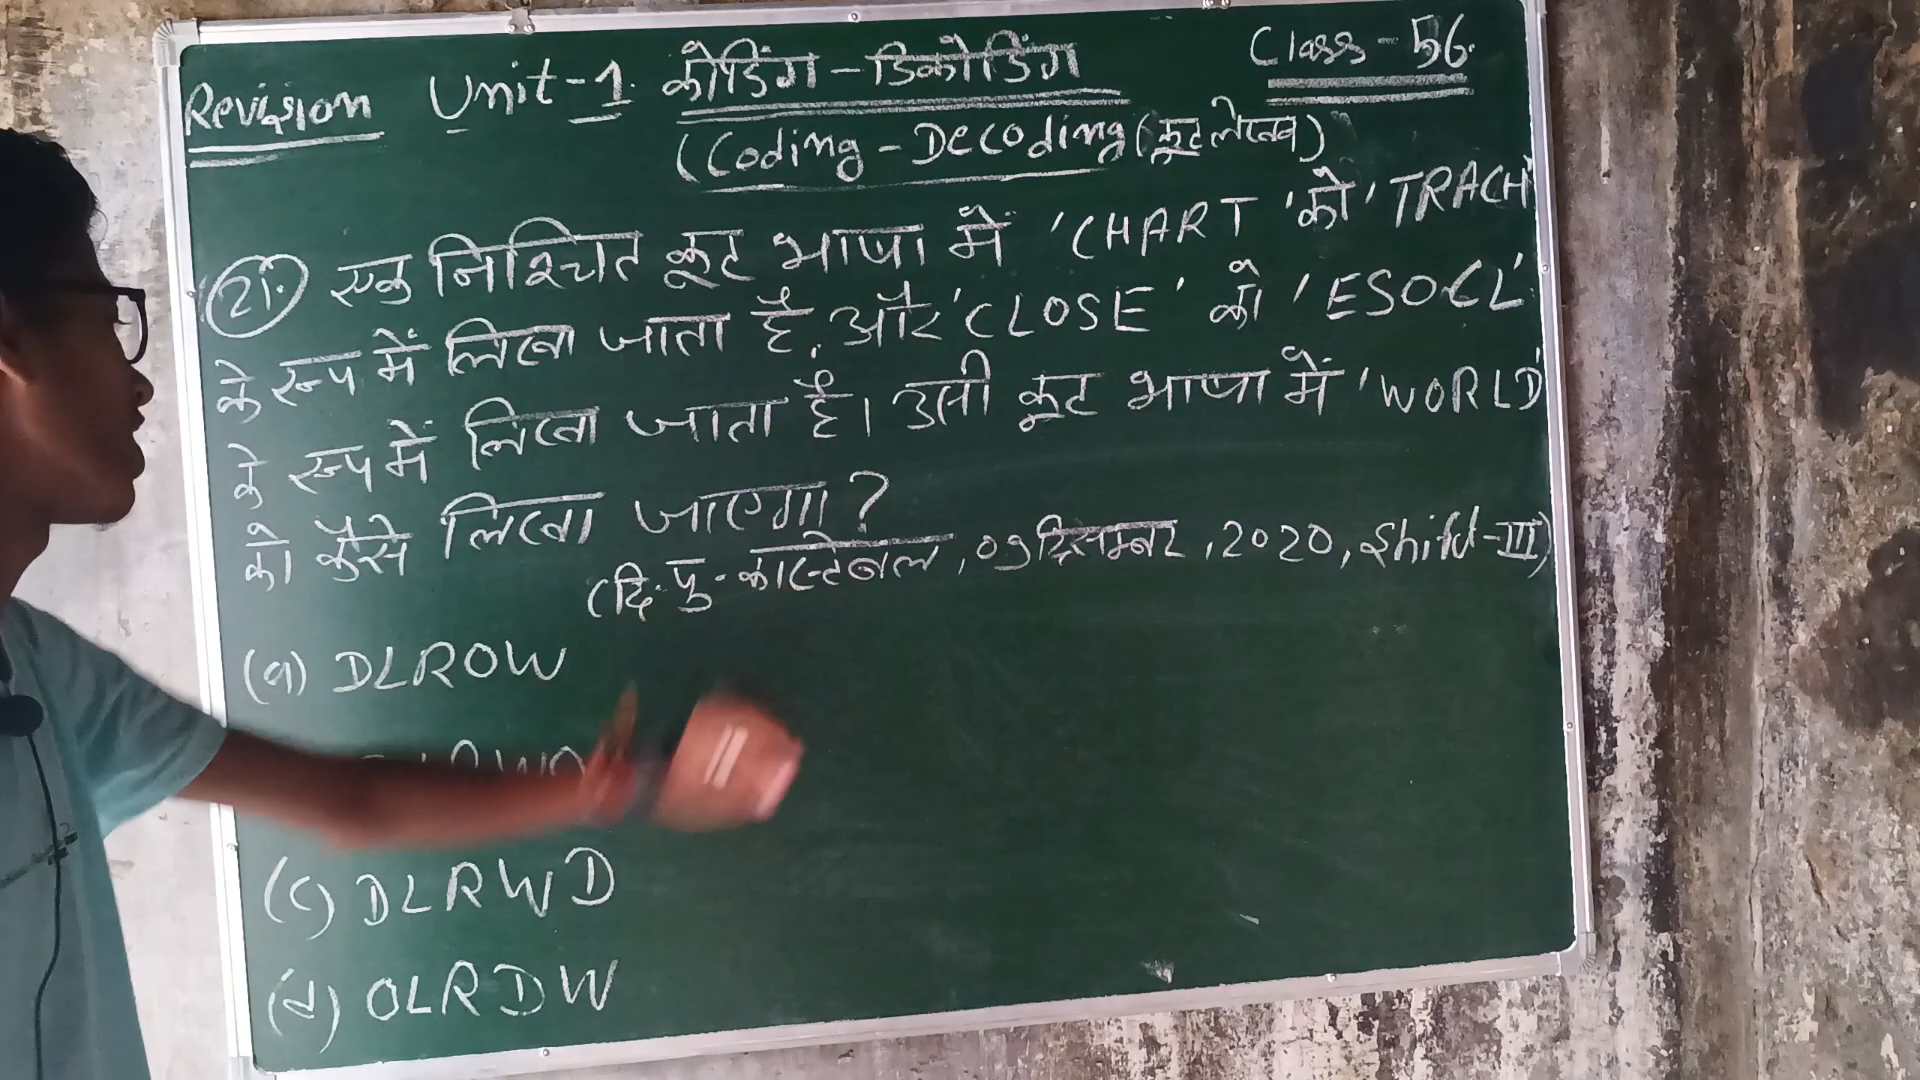 Revision Unit-1. कोडिंग-डिकोडिंग Class-56.
(Coding-Decoding (कूटलेखन)
21. एक निश्चित कूट भाषा में 'CHART' को 'TRACH'
के रूप में लिखा जाता है, और 'CLOSE' को 'ESOCL'
के रूप में लिखा जाता है। उसी कूट भाषा में 'WORLD'
को कैसे लिखा जाएगा?
(दि. पु. कान्स्टेबल, 09 दिसम्बर, 2020, Shift-III)
(a) DLROW
(c) DLRWD
(d) OLRDW